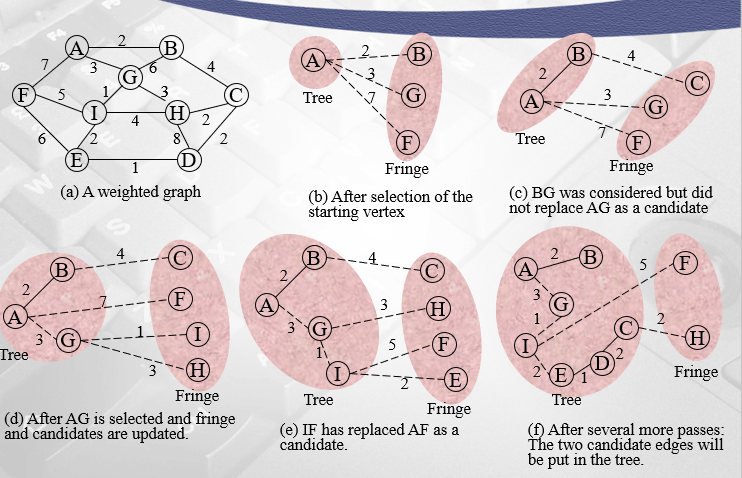 A 2 B
7 3 6 4
G
F 5 1 3 C
I 4 H 2
6 2 8 2
E 1 D
(a) A weighted graph
A 2 B
3 G
7 F
Tree
Fringe
(b) After selection of the
starting vertex
B 4 C
2
A 3 G
7 F
Tree
Fringe
(c) BG was considered but did
not replace AG as a candidate
B 4 C
2
A 7 F
3 G 1 I
3 H
Tree
Fringe
(d) After AG is selected and fringe
and candidates are updated.
B 4 C
2
A 3 H
3 G
1 5 F
I 2 E
Tree
Fringe
(e) IF has replaced AF as a
candidate.
A 2 B 5 F
3 G
1 C 2 H
I 2
2 E 1 D
Tree
Fringe
(f) After several more passes:
The two candidate edges will
be put in the tree.